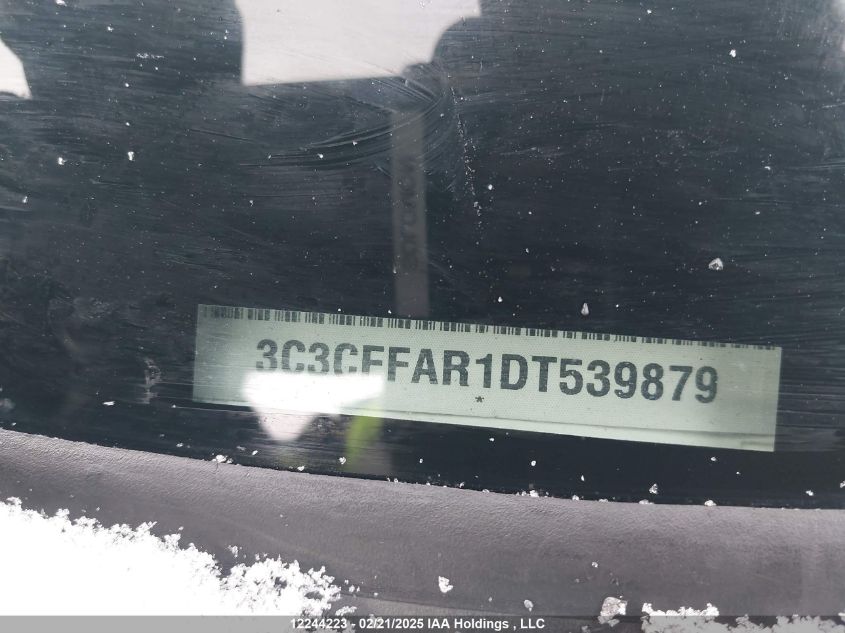 3C3CFFAR1DT539879
*
12244223 - 02/21/2025 IAA Holdings , LLC